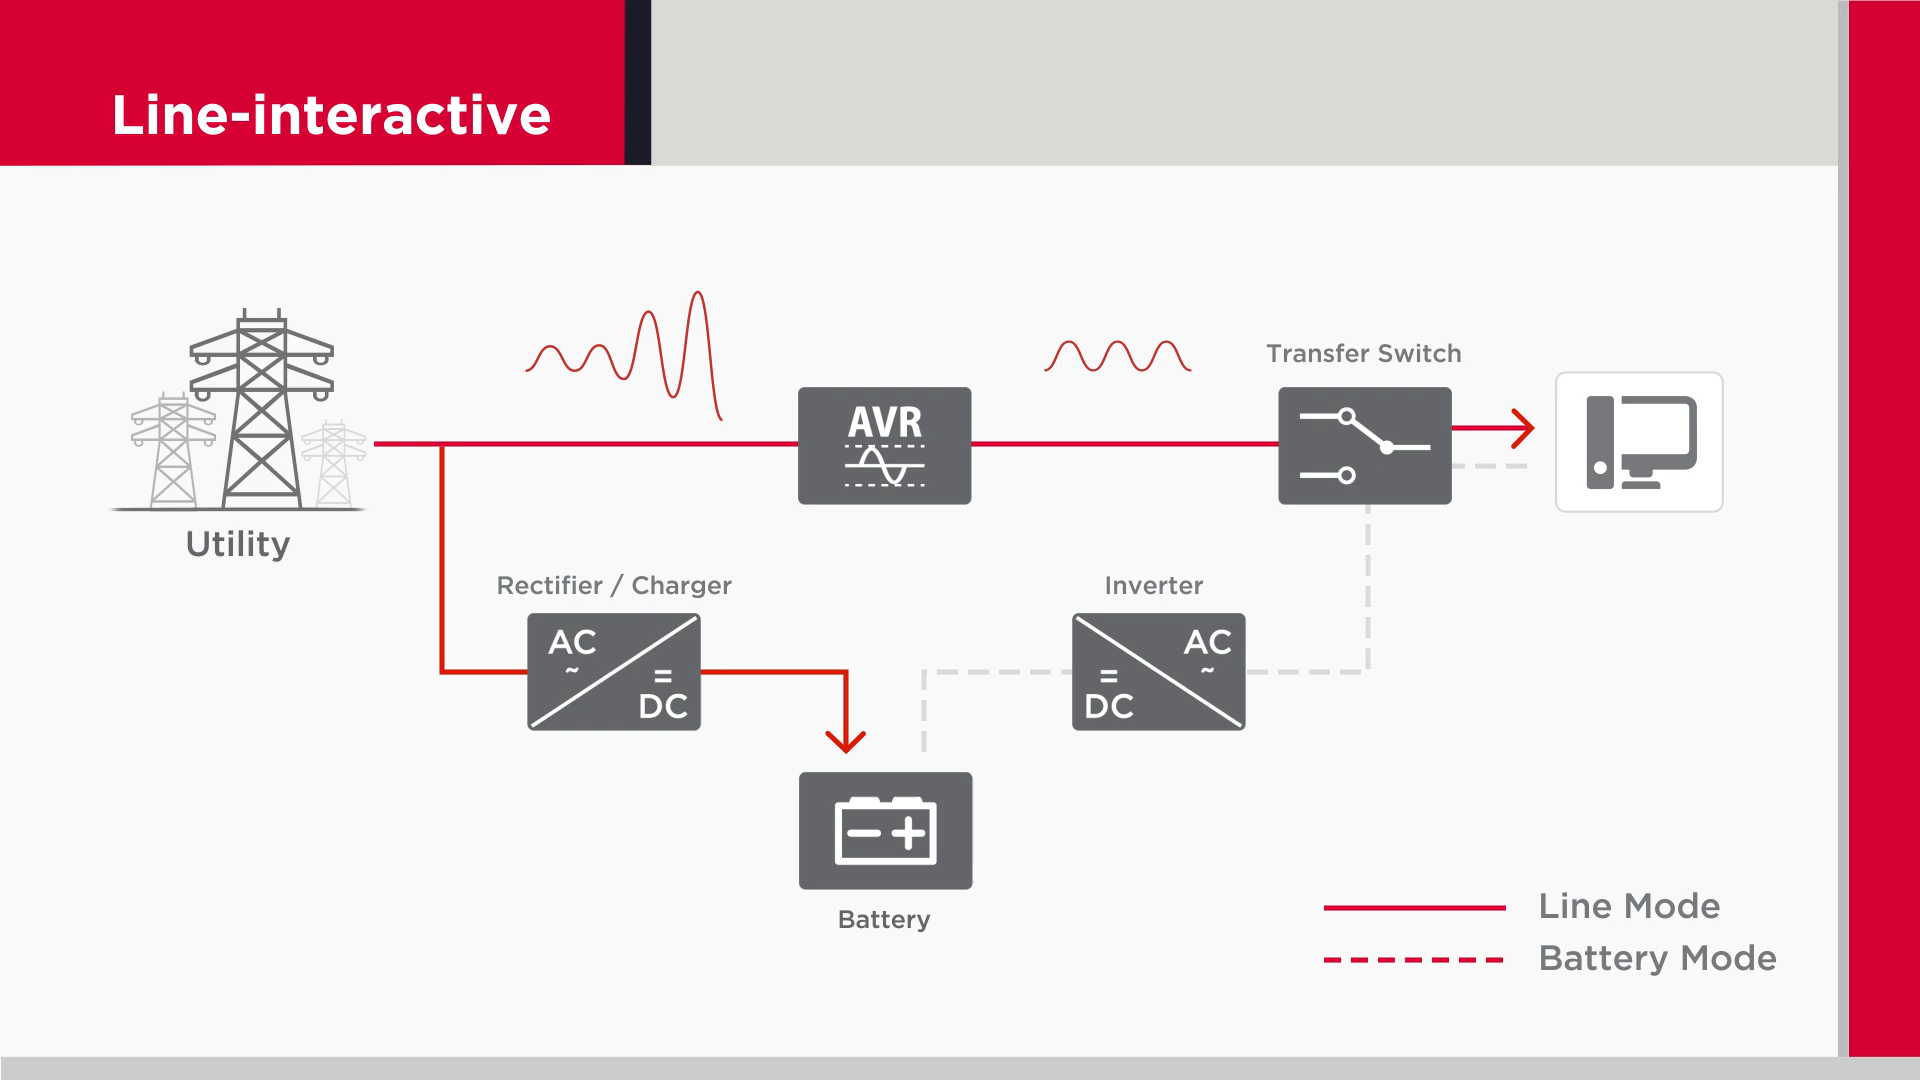 Line-interactive
Transfer Switch
AVR
Utility
Rectifier / Charger
Inverter
AC
~
=
DC
AC
~
=
DC
Battery
Line Mode
Battery Mode